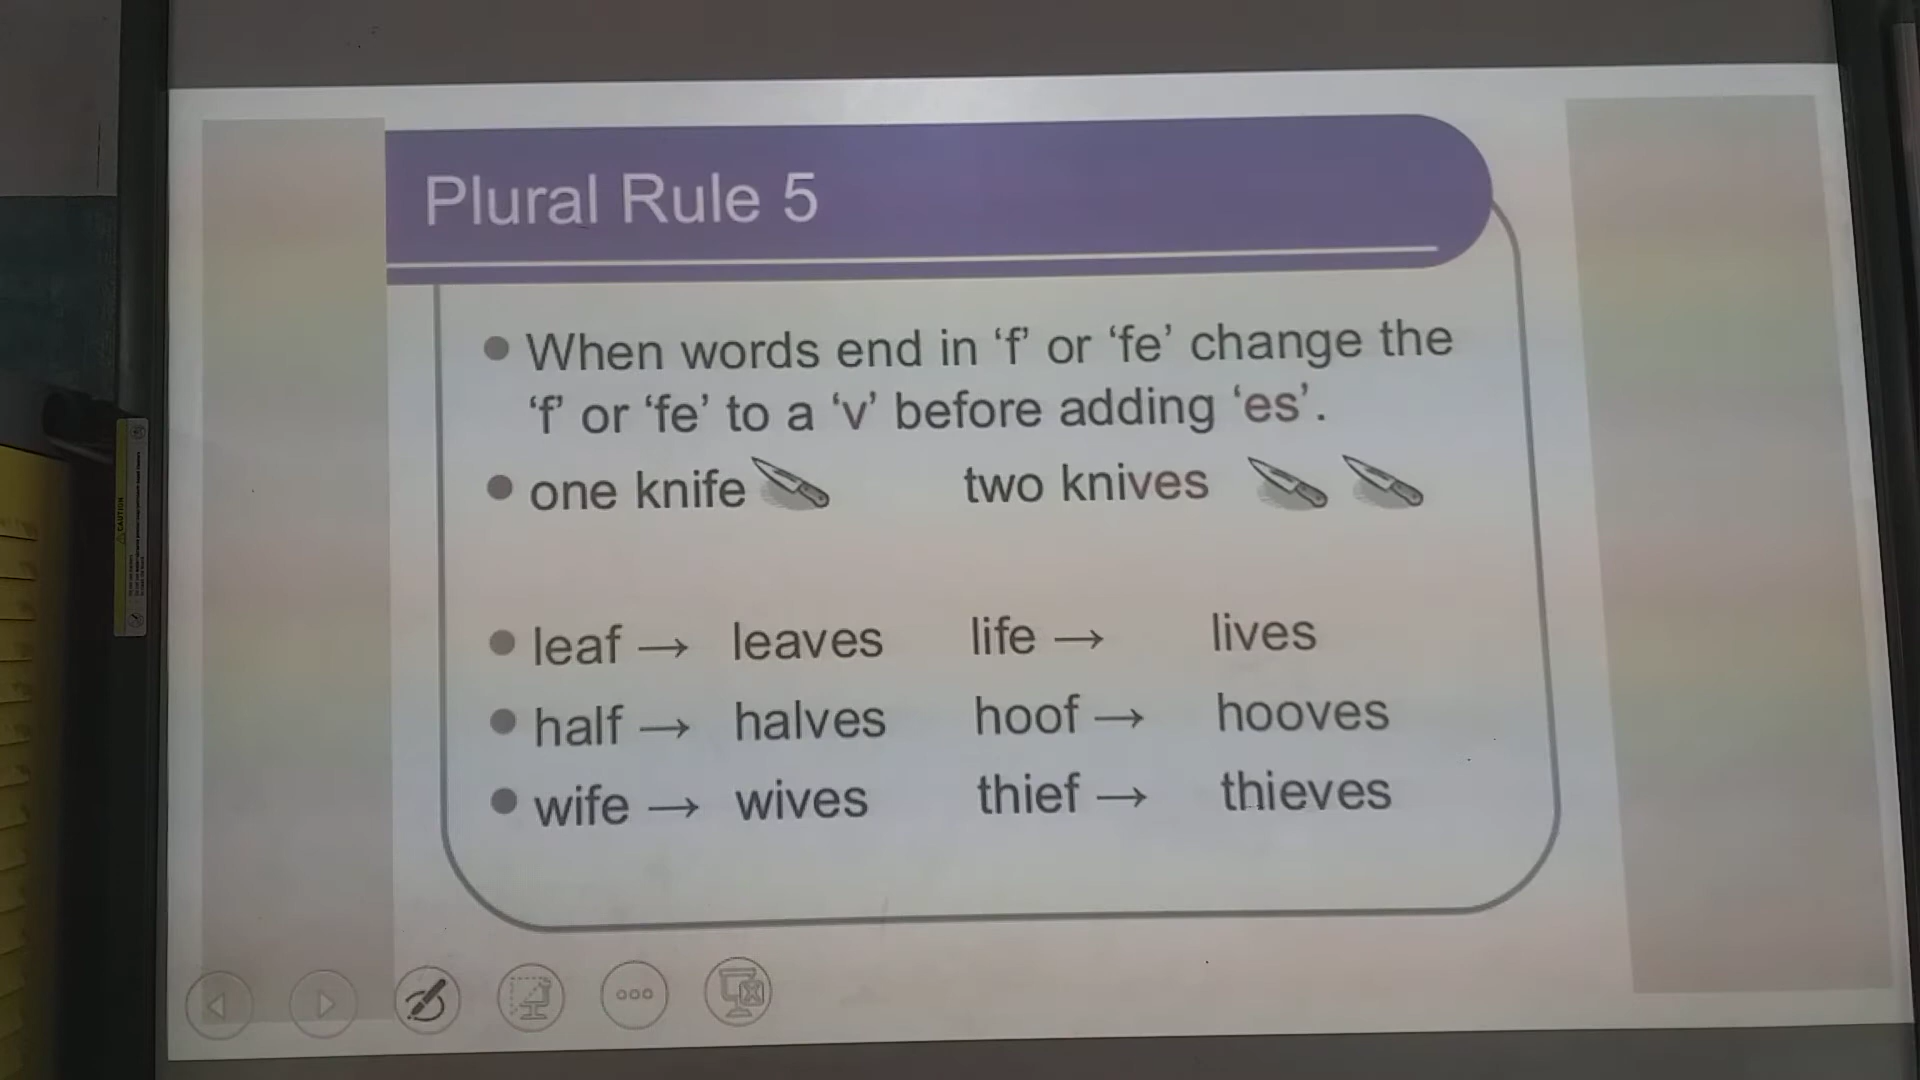 Plural Rule 5
• When words end in ‘f’ or ‘fe’ change the
‘f’ or ‘fe’ to a ‘v’ before adding ‘es’.
• one knife two knives
• leaf → leaves life → lives
• half → halves hoof → hooves
• wife → wives thief → thieves
CAUTION